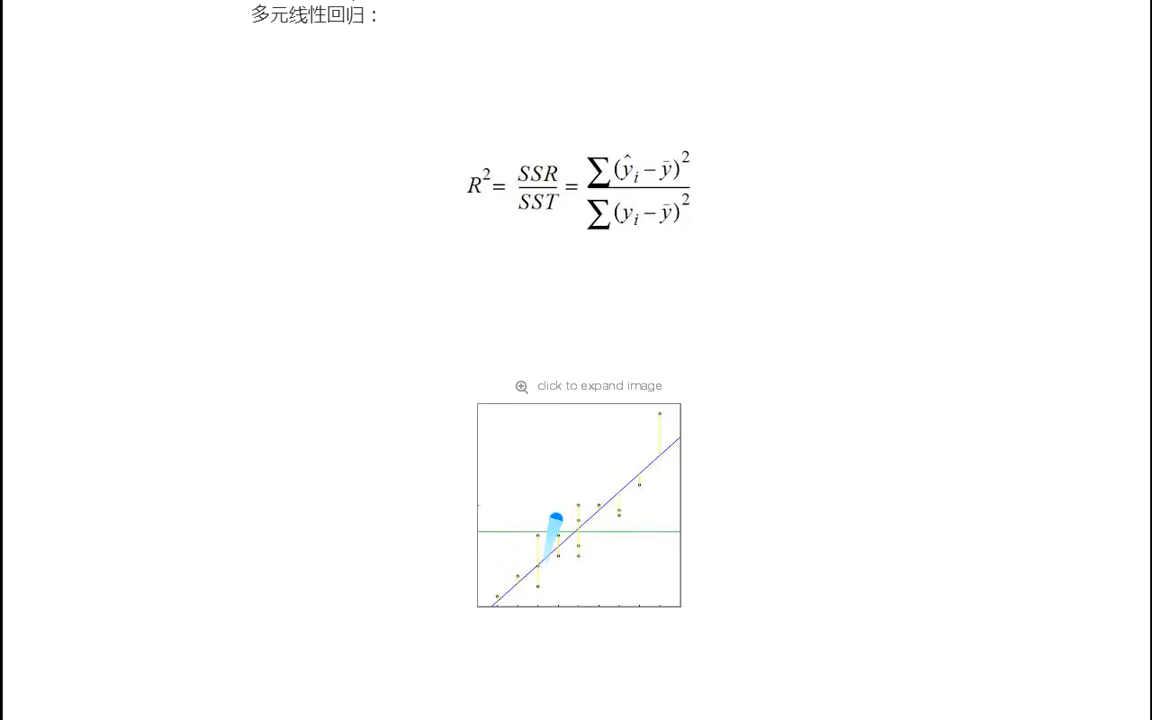 多元线性回归：
R²= SSR/SST = ∑(ŷᵢ − ȳ)² / ∑(yᵢ − ȳ)²
click to expand image